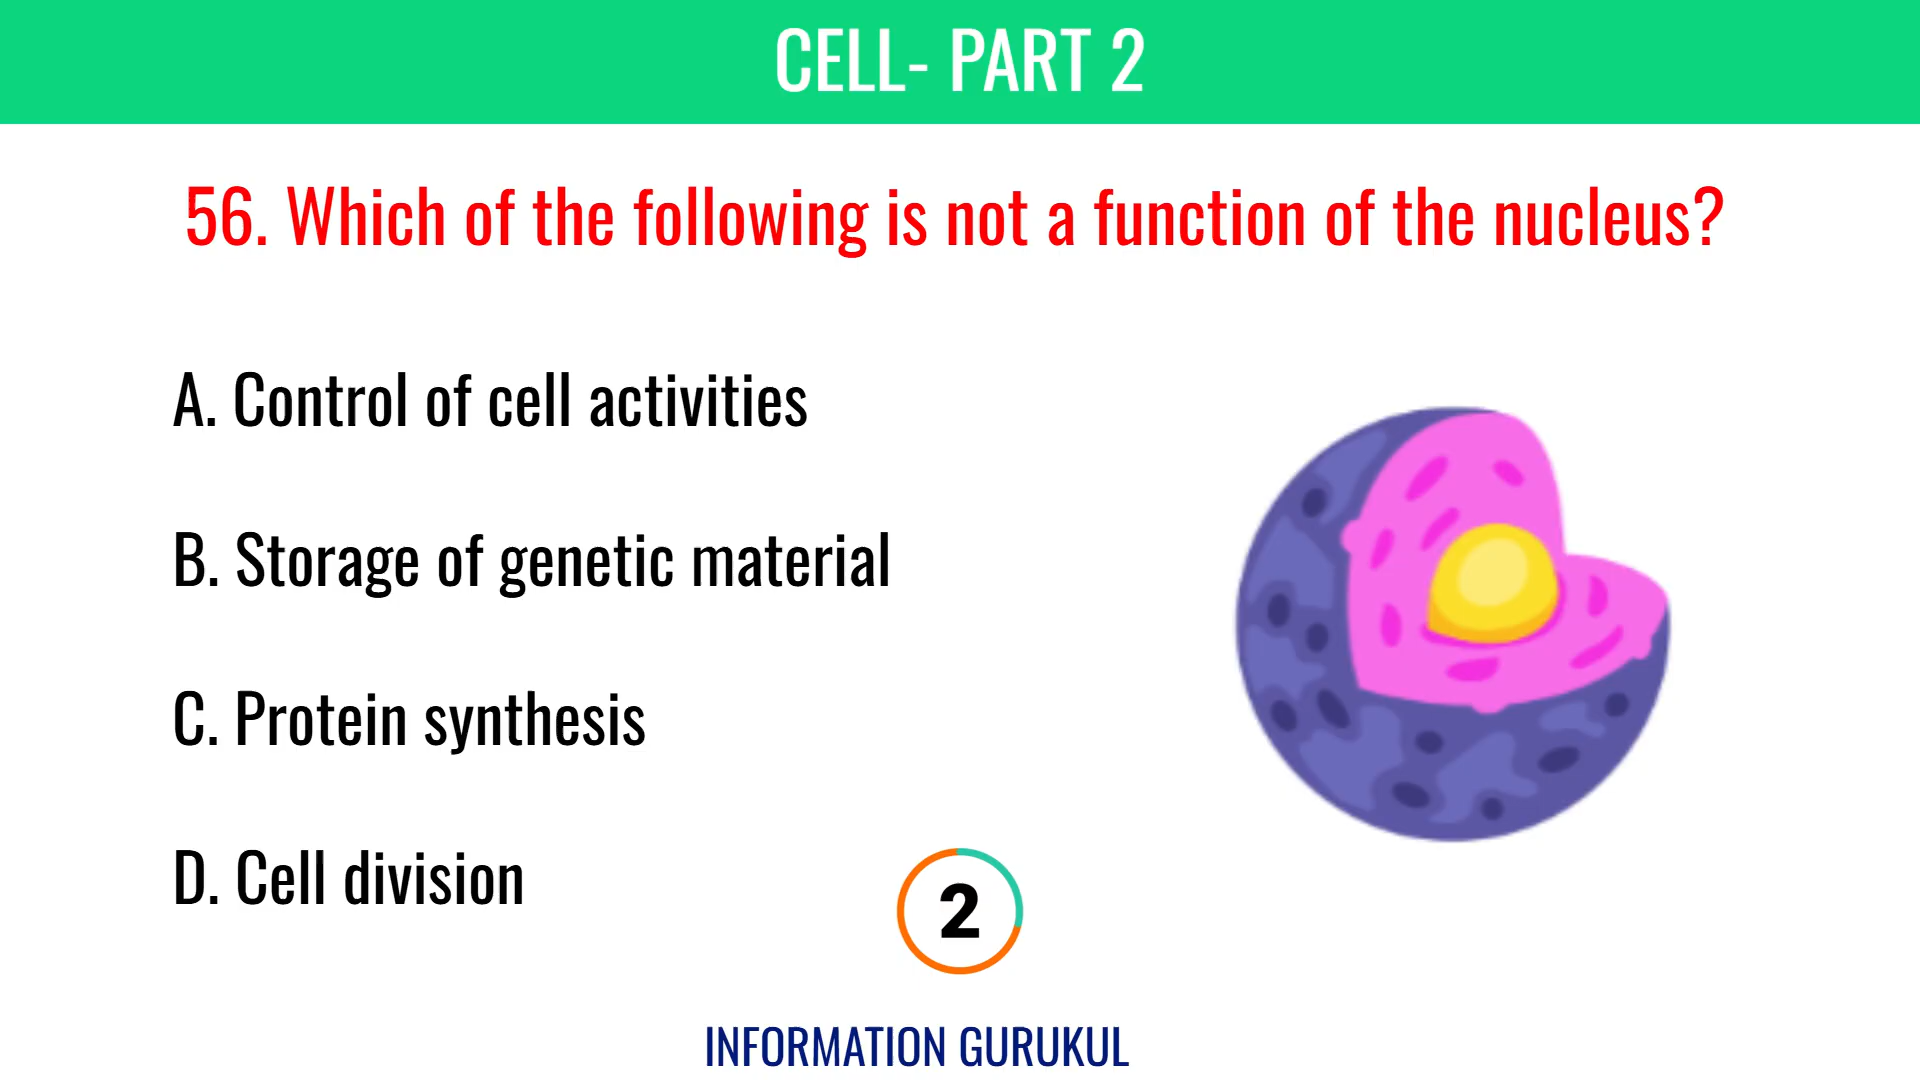 CELL- PART 2
56. Which of the following is not a function of the nucleus?
A. Control of cell activities
B. Storage of genetic material
C. Protein synthesis
D. Cell division
2
INFORMATION GURUKUL